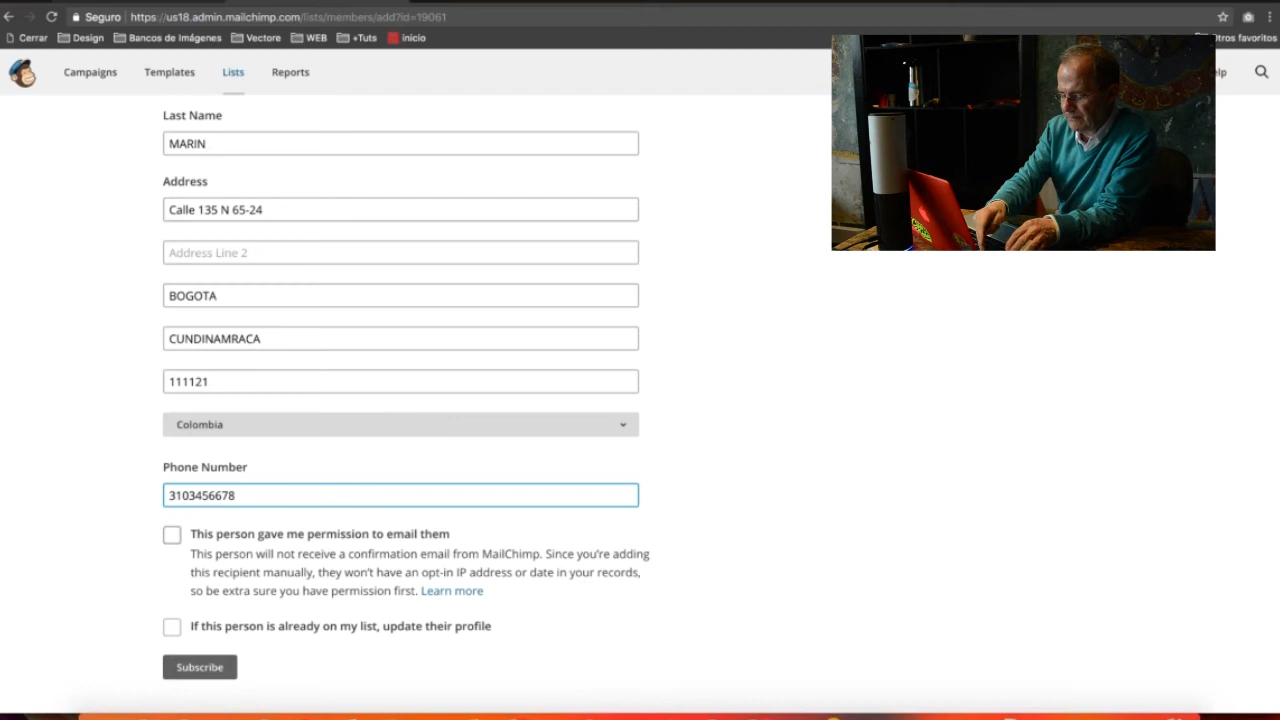 Seguro https://us18.admin.mailchimp.com/lists/members/add?id=19061
Cerrar Design Bancos de Imágenes Vectore WEB +Tuts inicio Otros favoritos
Campaigns Templates Lists Reports
Last Name
MARIN
Address
Calle 135 N 65-24
Address Line 2
BOGOTA
CUNDINAMRACA
111121
Colombia
Phone Number
3103456678
This person gave me permission to email them
This person will not receive a confirmation email from MailChimp. Since you’re adding
this recipient manually, they won’t have an opt-in IP address or date in your records,
so be extra sure you have permission first. Learn more
If this person is already on my list, update their profile
Subscribe